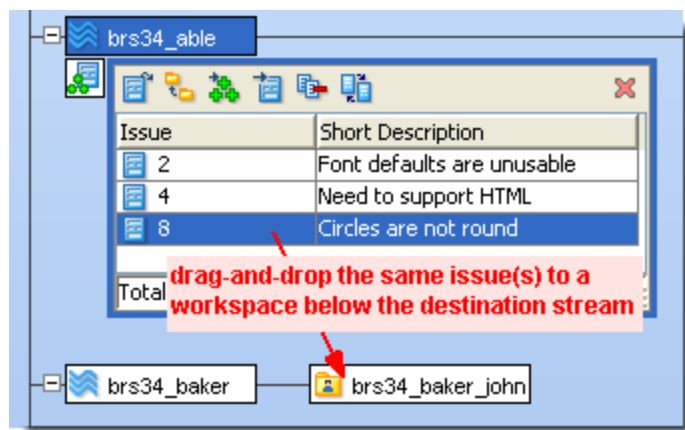 brs34_able
Issue Short Description
2 Font defaults are unusable
4 Need to support HTML
8 Circles are not round
Total
drag-and-drop the same issue(s) to a
workspace below the destination stream
brs34_baker brs34_baker_john